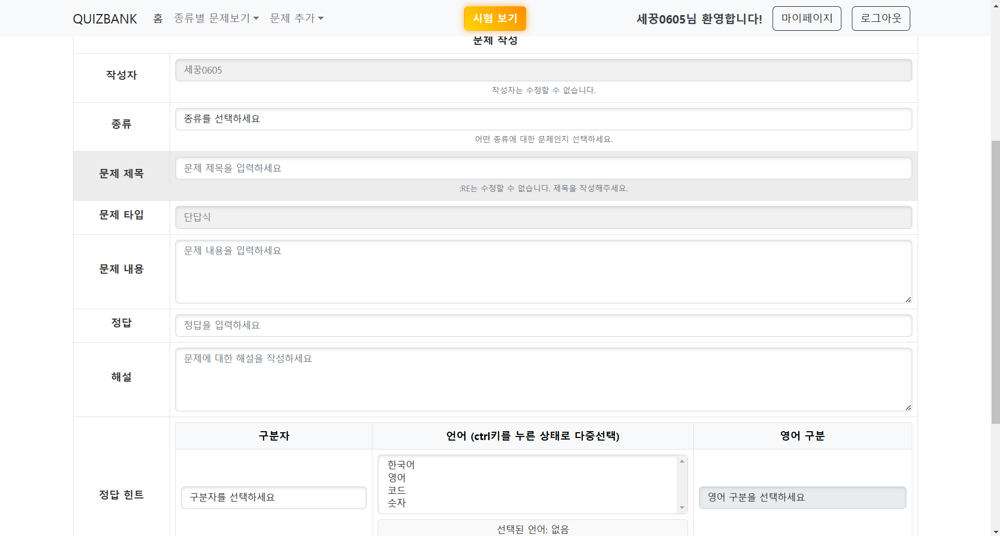 QUIZBANK 홈 종류별 문제보기 문제 추가 시험 보기 세꿍0605님 환영합니다! 마이페이지 로그아웃
문제 작성
작성자 세꿍0605
작성자는 수정할 수 없습니다.
종류 종류를 선택하세요
어떤 종류에 대한 문제인지 선택하세요.
문제 제목 문제 제목을 입력하세요
:RE는 수정할 수 없습니다. 제목을 작성해주세요.
문제 타입 단답식
문제 내용 문제 내용을 입력하세요
정답 정답을 입력하세요
해설 문제에 대한 해설을 작성하세요
구분자 언어 (ctrl키를 누른 상태로 다중선택) 영어 구분
정답 힌트 구분자를 선택하세요
한국어
영어
코드
숫자
영어 구분을 선택하세요
선택된 언어: 없음